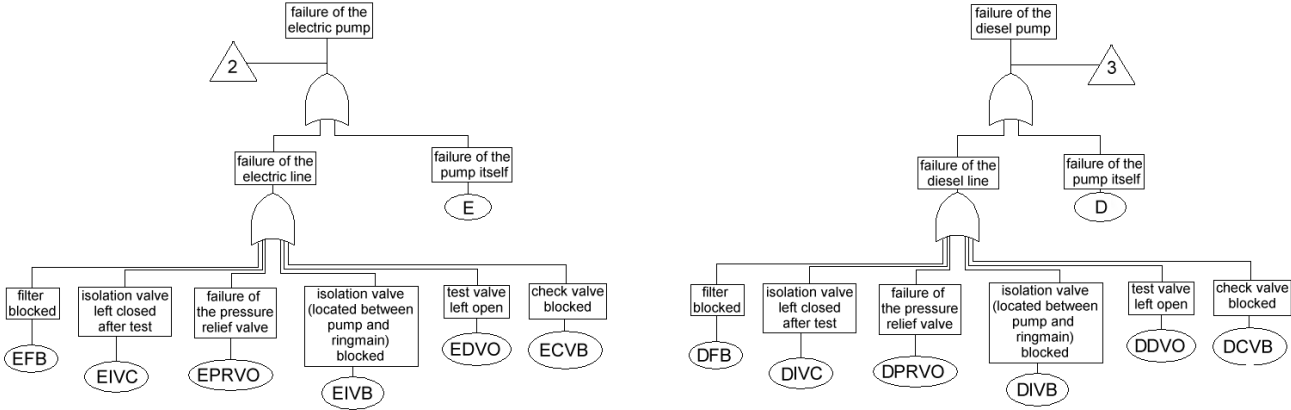 failure of the
electric pump
2
failure of the
electric line
failure of the
pump itself
E
filter
blocked
EFB
isolation valve
left closed
after test
EIVC
failure of
the pressure
relief valve
EPRVO
isolation valve
(located between
pump and
ringmain)
blocked
EIVB
test valve
left open
EDVO
check valve
blocked
ECVB
failure of the
diesel pump
3
failure of the
diesel line
failure of the
pump itself
D
filter
blocked
DFB
isolation valve
left closed
after test
DIVC
failure of
the pressure
relief valve
DPRVO
isolation valve
(located between
pump and
ringmain)
blocked
DIVB
test valve
left open
DDVO
check valve
blocked
DCVB